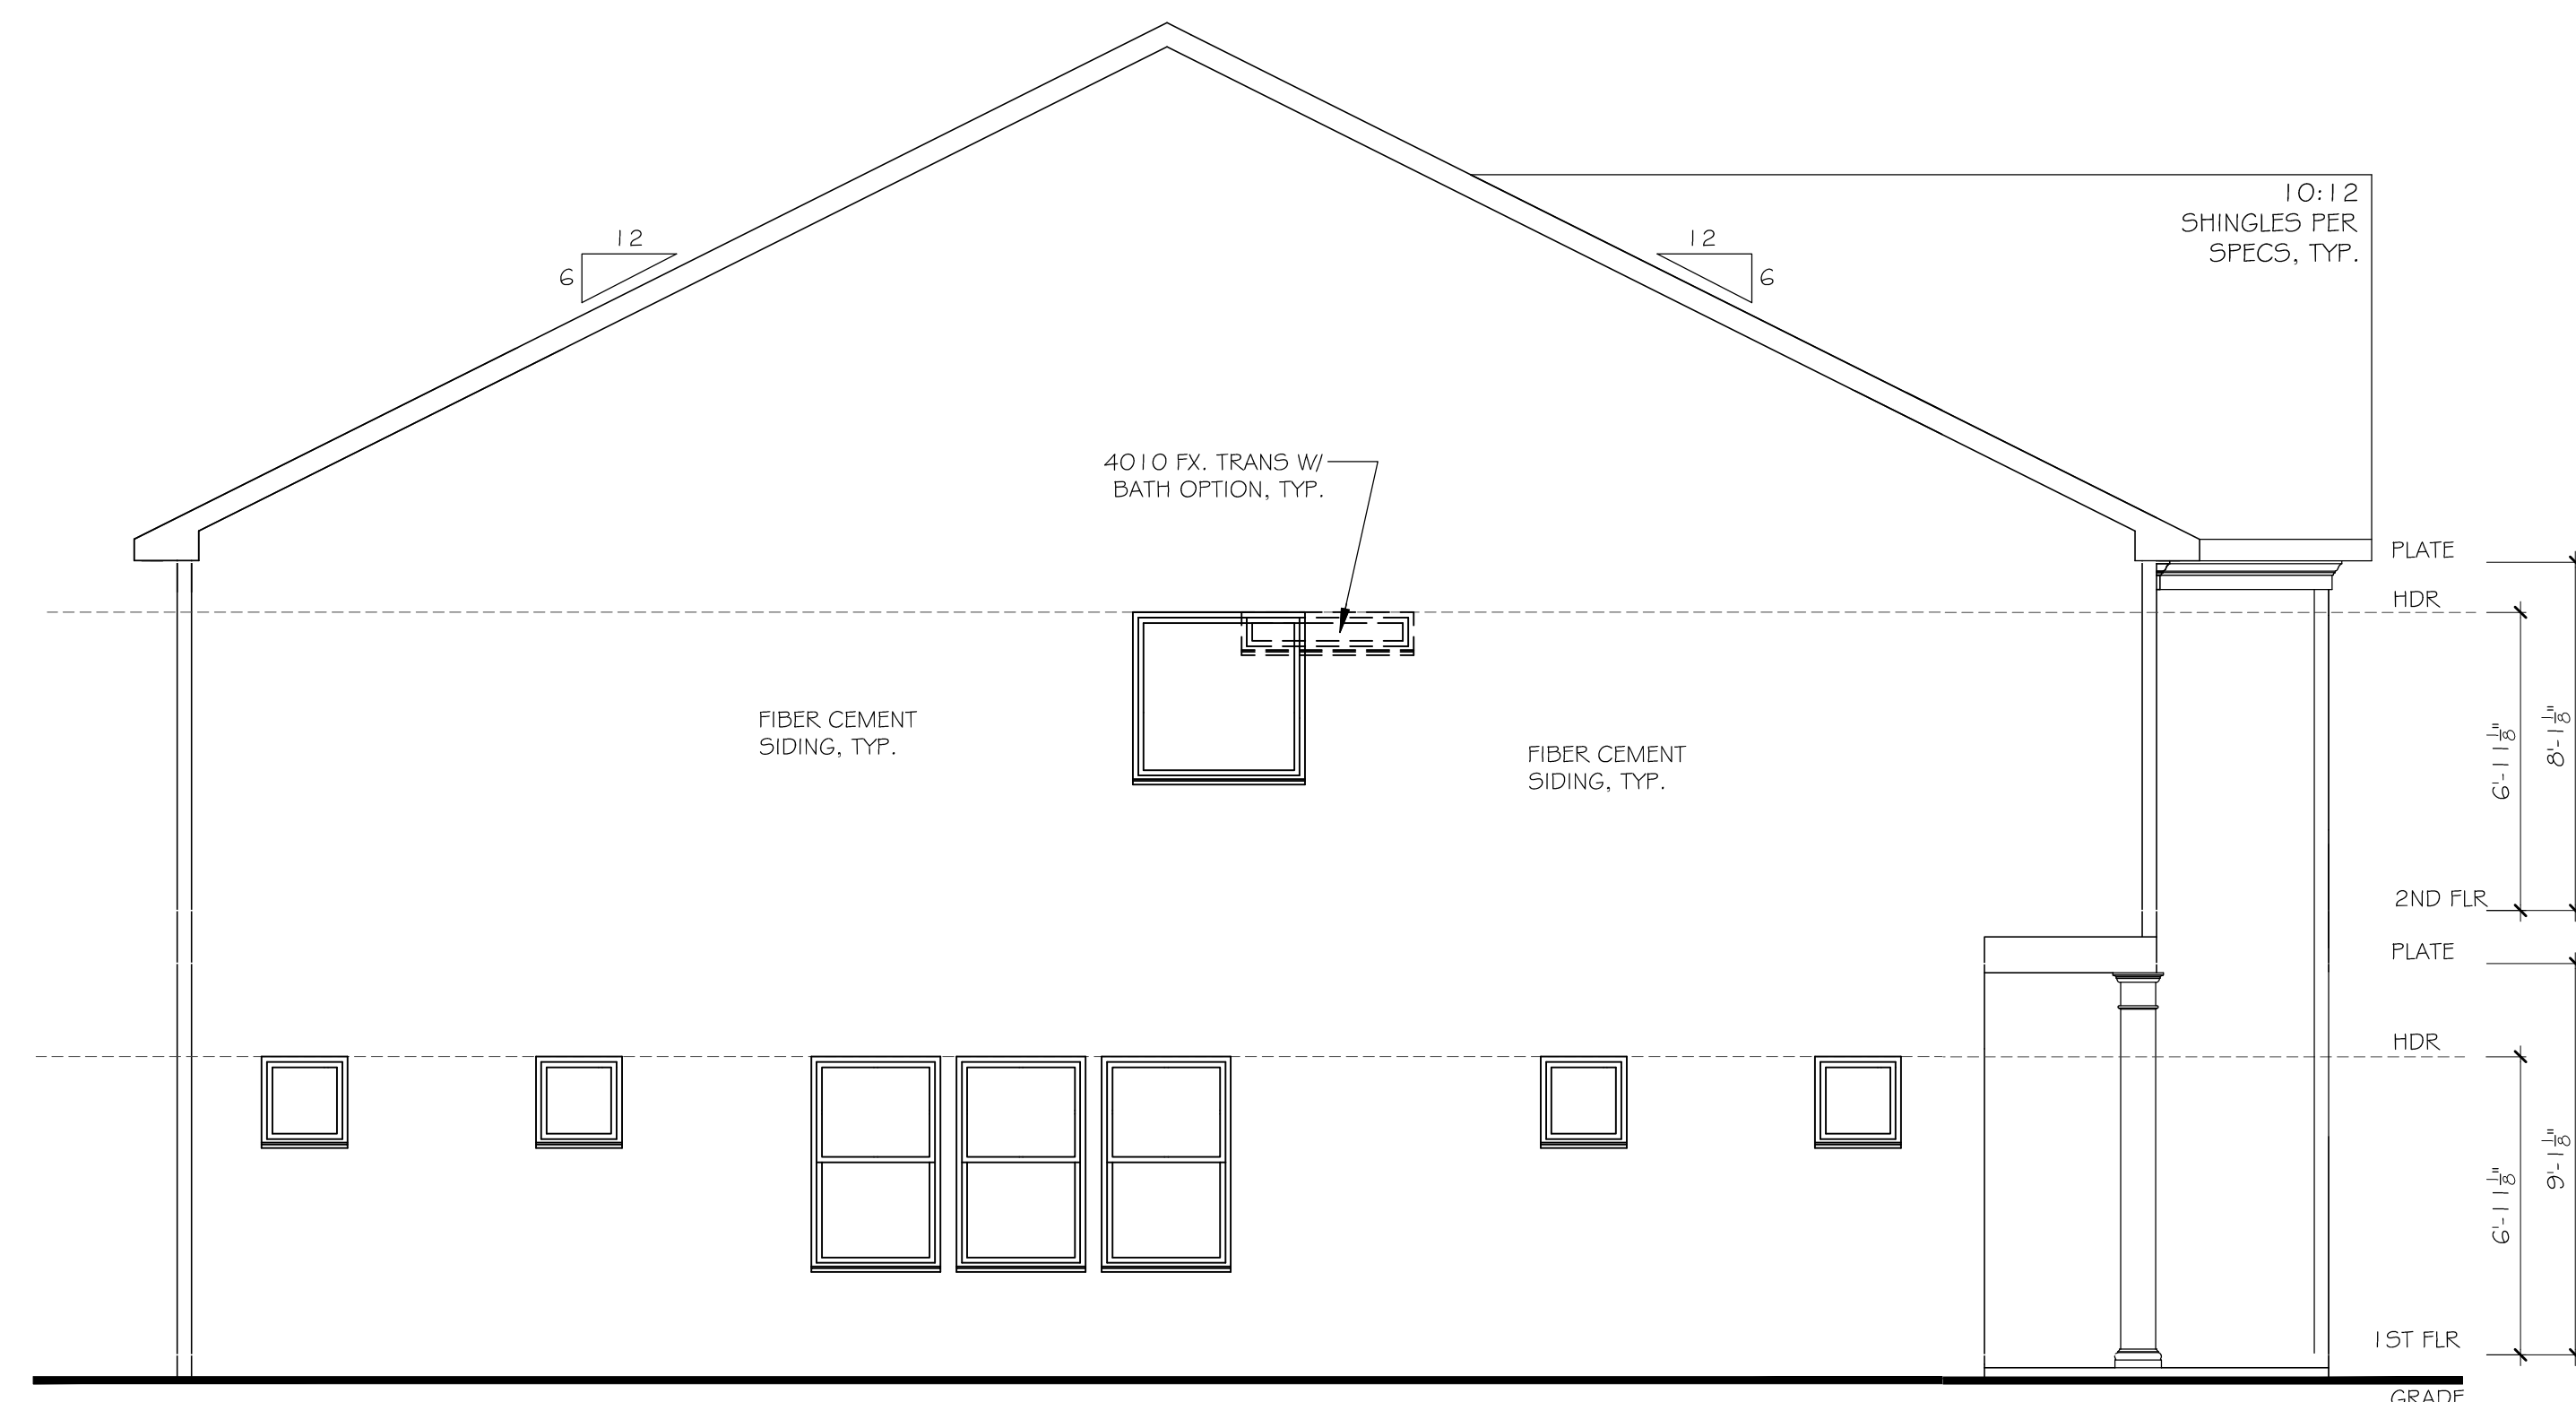 10:12
SHINGLES PER
SPECS, TYP.
12
6
12
6
4010 FX. TRANS W/
BATH OPTION, TYP.
PLATE
HDR
FIBER CEMENT
SIDING, TYP.
FIBER CEMENT
SIDING, TYP.
6'-11 1/8"
8'-1 1/8"
2ND FLR
PLATE
HDR
6'-11 1/8"
9'-1 1/8"
1ST FLR
GRADE